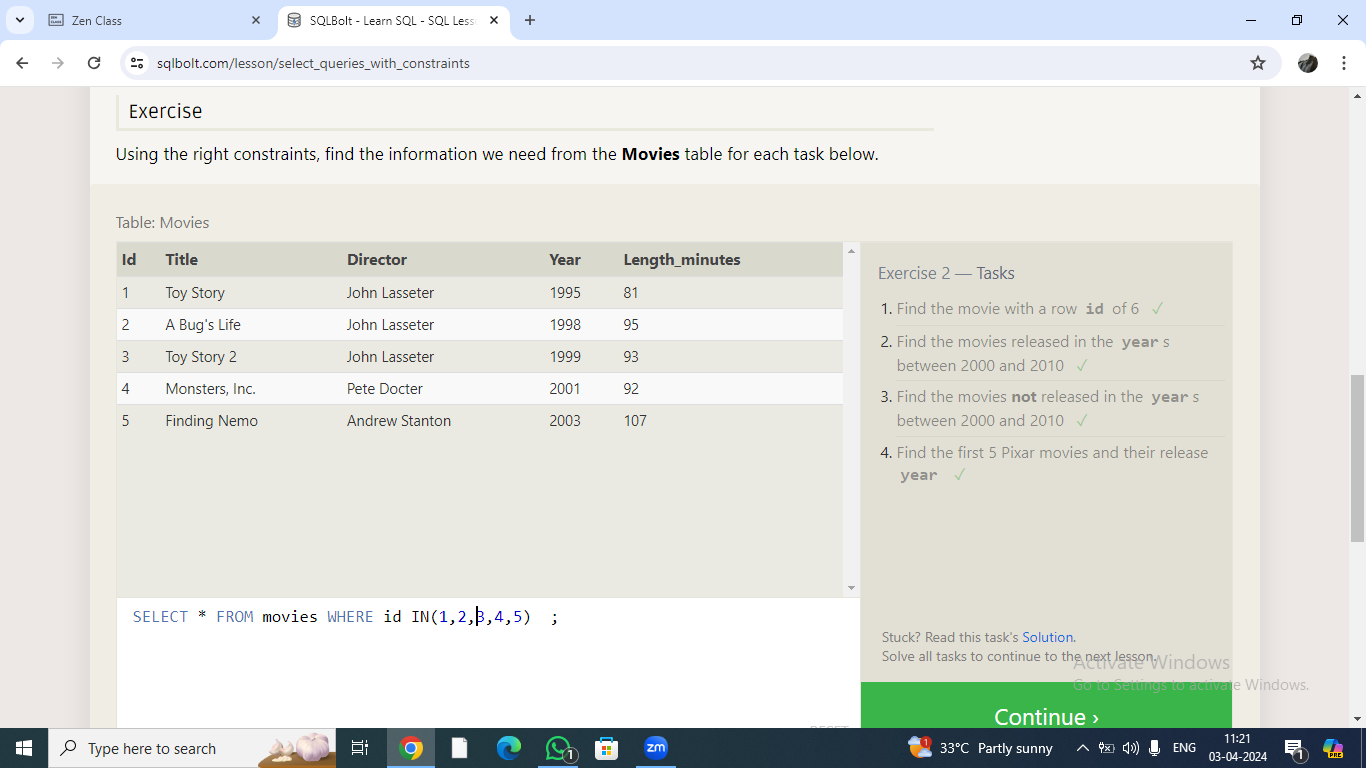 Zen Class
SQLBolt - Learn SQL - SQL Less
sqlbolt.com/lesson/select_queries_with_constraints
Exercise
Using the right constraints, find the information we need from the Movies table for each task below.
Table: Movies
Id Title Director Year Length_minutes
1 Toy Story John Lasseter 1995 81
2 A Bug's Life John Lasseter 1998 95
3 Toy Story 2 John Lasseter 1999 93
4 Monsters, Inc. Pete Docter 2001 92
5 Finding Nemo Andrew Stanton 2003 107
Exercise 2 — Tasks
1. Find the movie with a row id of 6 ✓
2. Find the movies released in the year s
between 2000 and 2010 ✓
3. Find the movies not released in the year s
between 2000 and 2010 ✓
4. Find the first 5 Pixar movies and their release
year ✓
SELECT * FROM movies WHERE id IN(1,2,3,4,5) ;
RESET
Stuck? Read this task's Solution.
Solve all tasks to continue to the next lesson.
Continue ›
Activate Windows
Go to Settings to activate Windows.
Type here to search
1
zm
1
33°C Partly sunny
ENG
11:21
03-04-2024
1
PRE